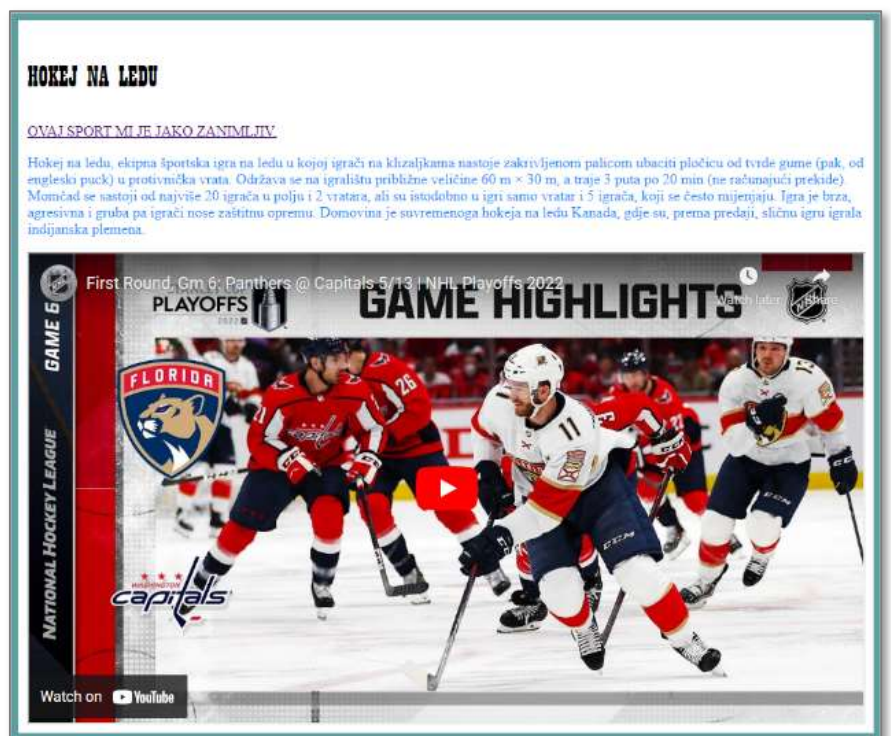 HOKEJ NA LEDU
OVAJ SPORT MI JE JAKO ZANIMLJIV.
Hokej na ledu, ekipna športska igra na ledu u kojoj igrači na klizaljkama nastoje zakrivljenom palicom ubaciti pločicu od tvrde gume (pak, od
engleski puck) u protivnička vrata. Održava se na igralištu približne veličine 60 m × 30 m, a traje 3 puta po 20 min (ne računajući prekide).
Momčad se sastoji od najviše 20 igrača u polju i 2 vratara, ali su istodobno u igri samo vratar i 5 igrača, koji se često mijenjaju. Igra je brza,
agresivna i gruba pa igrači nose zaštitnu opremu. Domovina je suvremenoga hokeja na ledu Kanada, gdje su, prema predaji, sličnu igru igrala
indijanska plemena.
First Round, Gm 6: Panthers @ Capitals 5/13 | NHL Playoffs 2022
Watch later
Share
PLAYOFFS
2022
GAME HIGHLIGHTS
GAME 6
NATIONAL HOCKEY LEAGUE
FLORIDA
21
26
11
capitals
WASHINGTON
capitals
CCM
CCM
Watch on YouTube